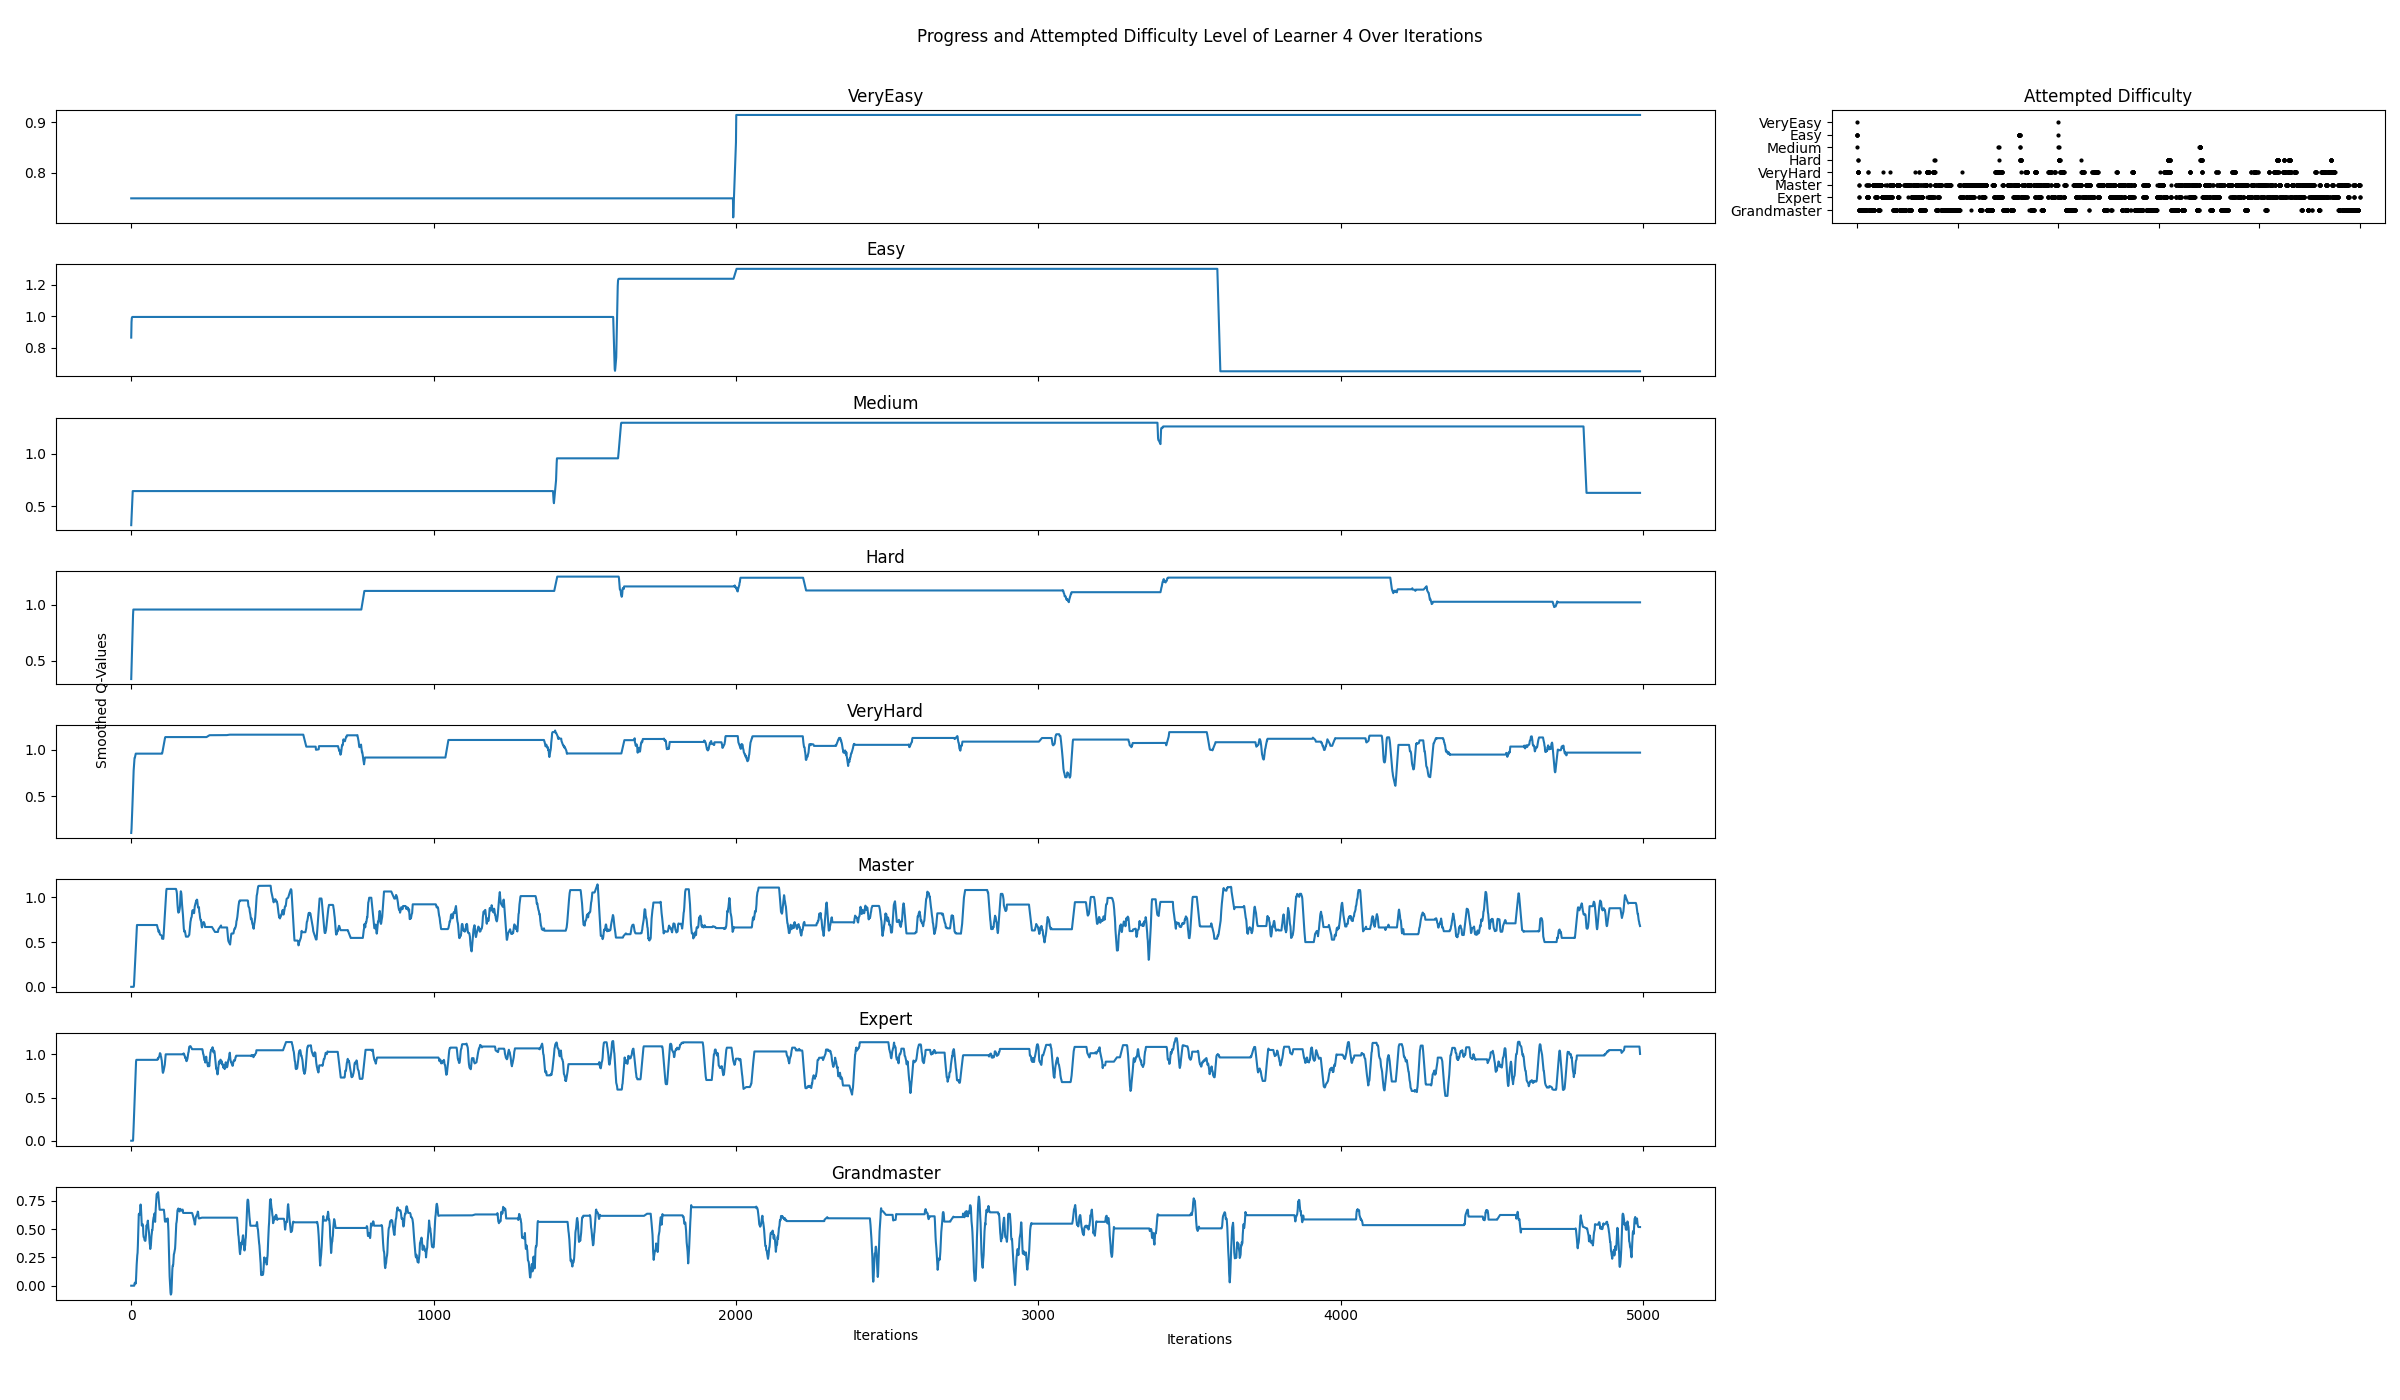 Progress and Attempted Difficulty Level of Learner 4 Over Iterations
VeryEasy
0.9
0.8
Easy
1.2
1.0
0.8
Medium
1.0
0.5
Hard
1.0
0.5
Smoothed Q-Values
VeryHard
1.0
0.5
Master
1.0
0.5
0.0
Expert
1.0
0.5
0.0
Grandmaster
0.75
0.50
0.25
0.00
0 1000 2000 3000 4000 5000
Iterations
Iterations
Attempted Difficulty
VeryEasy
Easy
Medium
Hard
VeryHard
Master
Expert
Grandmaster